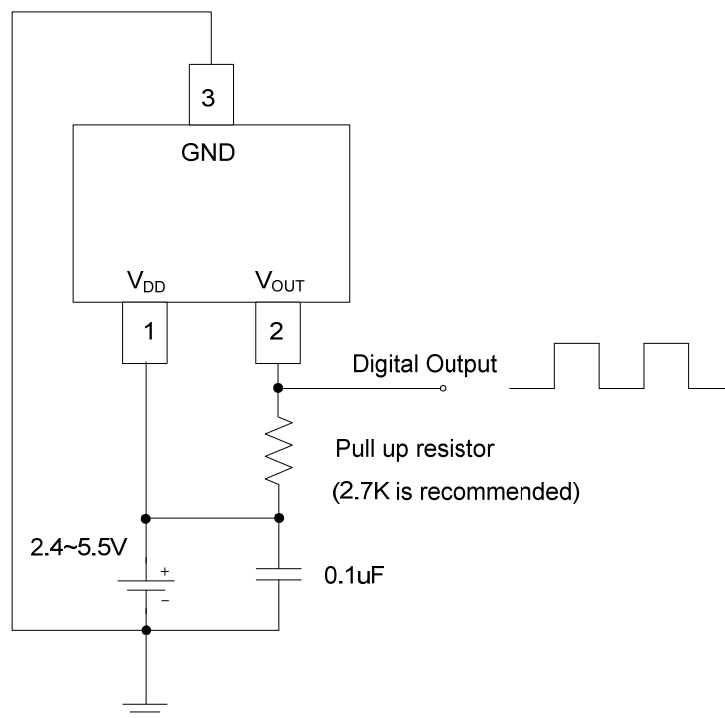 3
GND
VDD
VOUT
1
2
Digital Output
Pull up resistor
(2.7K is recommended)
2.4~5.5V
+
−
0.1uF